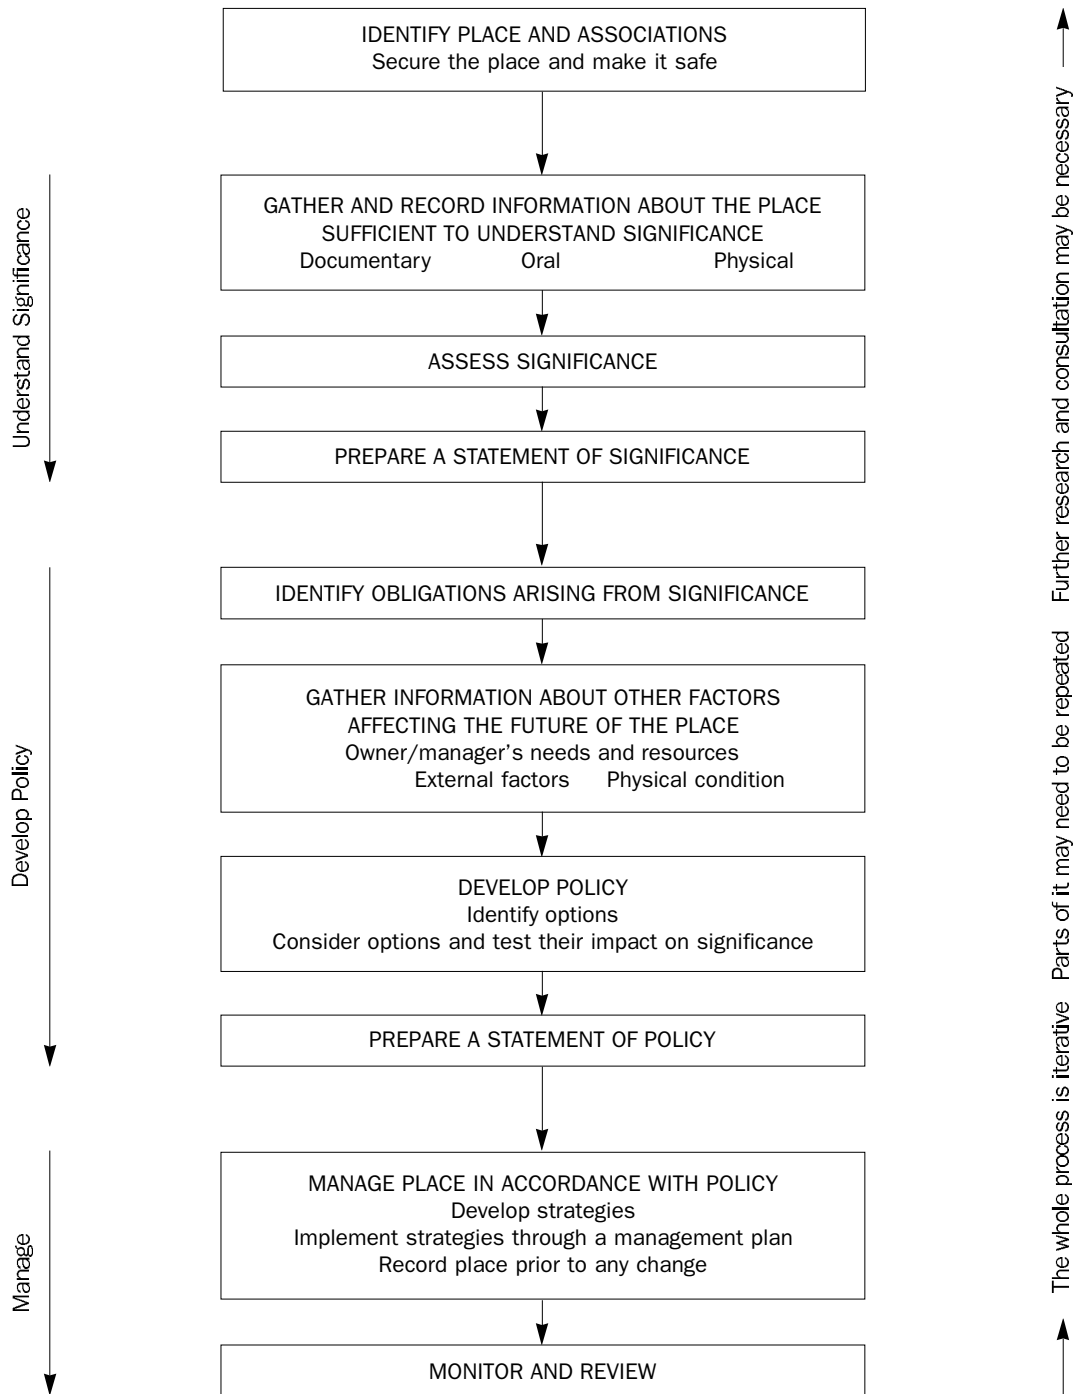 IDENTIFY PLACE AND ASSOCIATIONS
Secure the place and make it safe
Understand Significance
GATHER AND RECORD INFORMATION ABOUT THE PLACE
SUFFICIENT TO UNDERSTAND SIGNIFICANCE
Documentary Oral Physical
ASSESS SIGNIFICANCE
PREPARE A STATEMENT OF SIGNIFICANCE
Develop Policy
IDENTIFY OBLIGATIONS ARISING FROM SIGNIFICANCE
GATHER INFORMATION ABOUT OTHER FACTORS
AFFECTING THE FUTURE OF THE PLACE
Owner/manager’s needs and resources
External factors Physical condition
DEVELOP POLICY
Identify options
Consider options and test their impact on significance
PREPARE A STATEMENT OF POLICY
Manage
MANAGE PLACE IN ACCORDANCE WITH POLICY
Develop strategies
Implement strategies through a management plan
Record place prior to any change
MONITOR AND REVIEW
The whole process is iterative Parts of it may need to be repeated Further research and consultation may be necessary